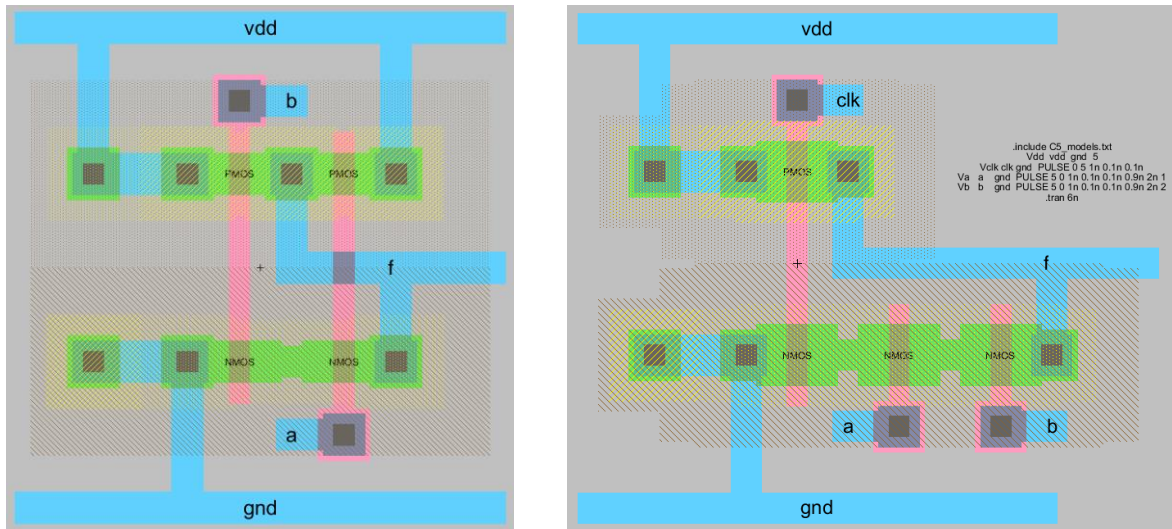 vdd
b
PMOS PMOS
f
NMOS NMOS
a
gnd
vdd
clk
PMOS
.include C5_models.txt
Vdd vdd gnd 5
Vclk clk gnd PULSE 0 5 1n 0.1n 0.1n
Va a gnd PULSE 5 0 1n 0.1n 0.1n 0.9n 2n 1
Vb b gnd PULSE 5 0 1n 0.1n 0.1n 0.9n 2n 2
.tran 6n
f
NMOS NMOS NMOS
a b
gnd